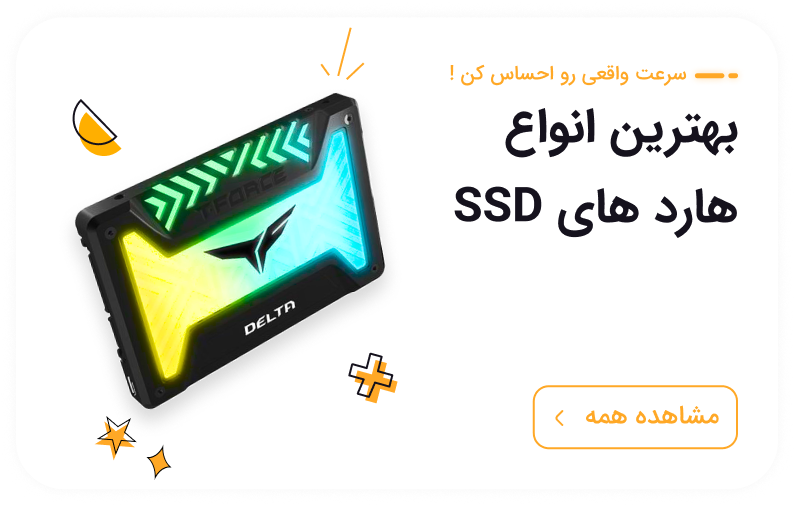 سرعت واقعی رو احساس کن !
بهترین انواع
هارد های SSD
T-FORCE
DELTA
مشاهده همه